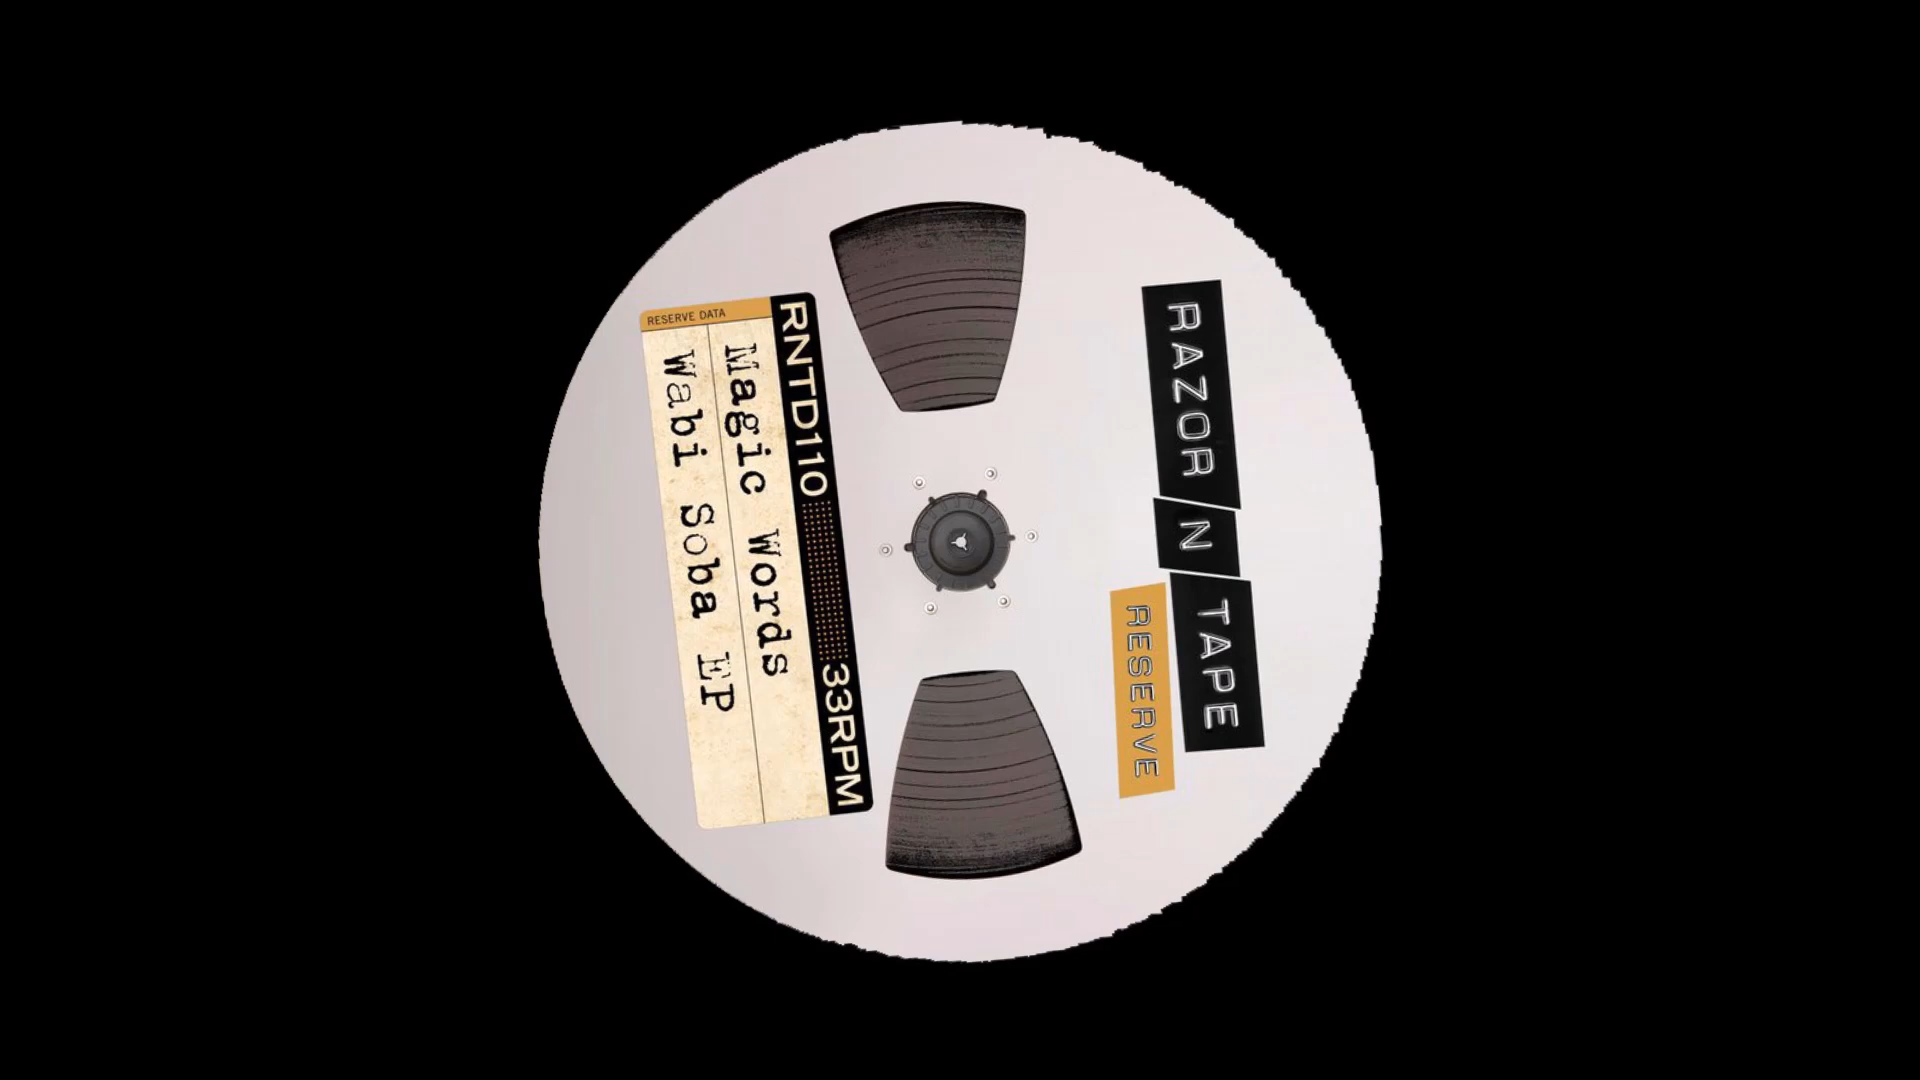 RAZOR
N
TAPE
RESERVE
RNTD110 33RPM
Magic Words
Wabi Soba EP
RESERVE DATA